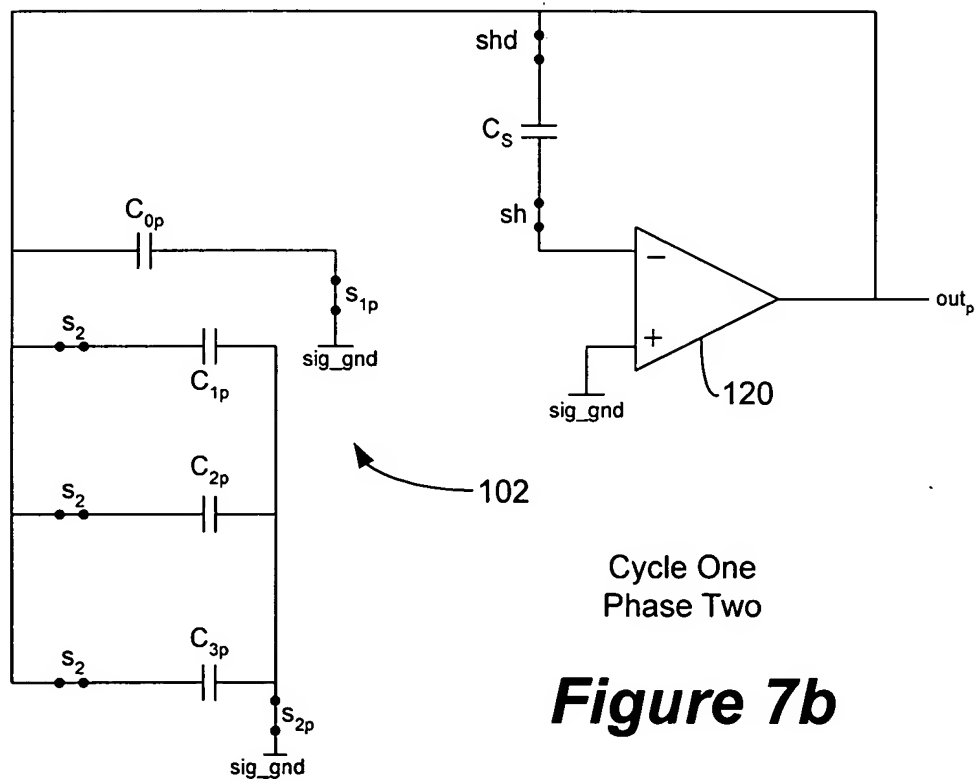 shd
C_S
sh
C_0p
s_1p
sig_gnd
s_2
C_1p
−
+
out_p
sig_gnd
120
C_2p
s_2
102
Cycle One
Phase Two
C_3p
s_2
s_2p
sig_gnd
Figure 7b